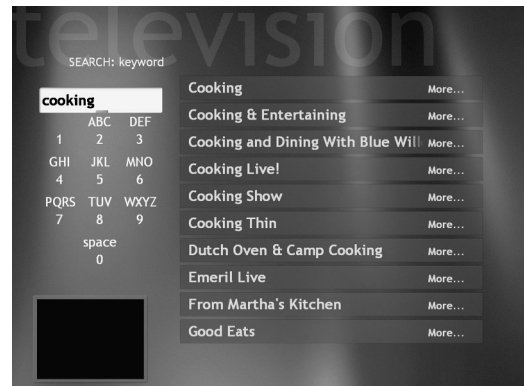 television
SEARCH: keyword
cooking
ABC DEF
1 2 3
GHI JKL MNO
4 5 6
PQRS TUV WXYZ
7 8 9
space
0
Cooking More...
Cooking & Entertaining More...
Cooking and Dining With Blue Will More...
Cooking Live! More...
Cooking Show More...
Cooking Thin More...
Dutch Oven & Camp Cooking More...
Emeril Live More...
From Martha's Kitchen More...
Good Eats More...